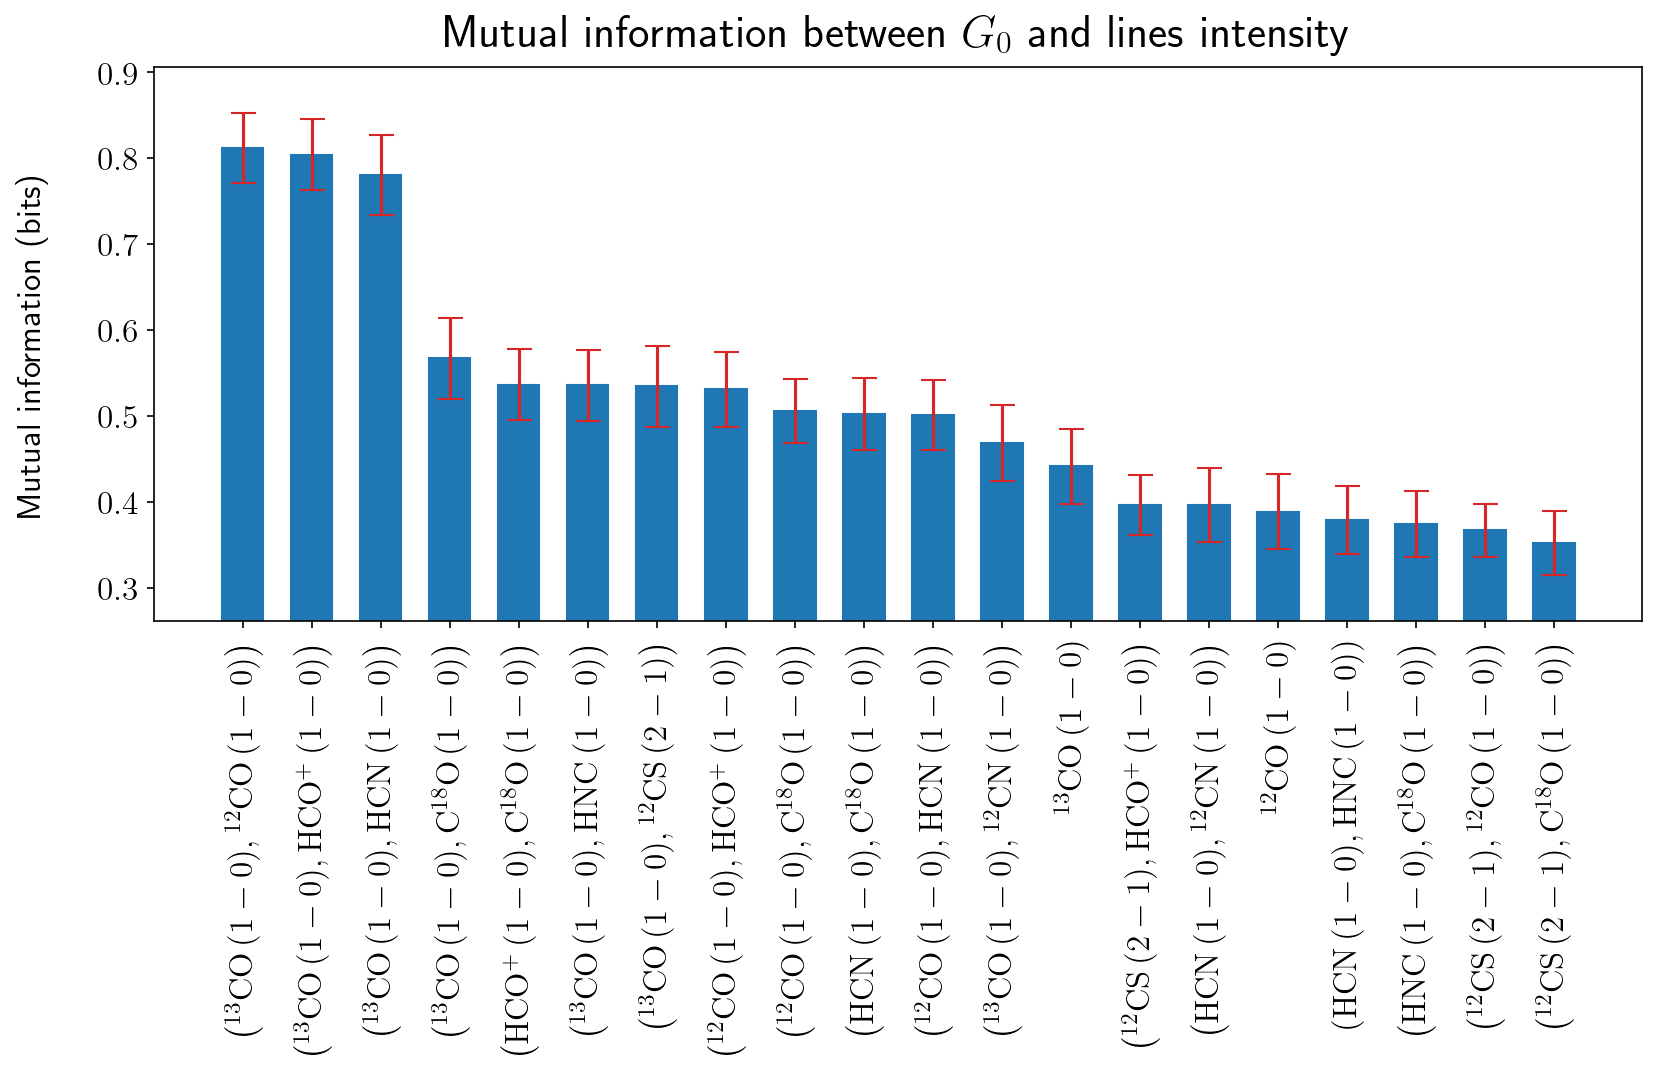 Mutual information between G₀ and lines intensity
Mutual information (bits)
0.9
0.8
0.7
0.6
0.5
0.4
0.3
(¹³CO (1 − 0), ¹²CO (1 − 0))
(¹³CO (1 − 0), HCO⁺ (1 − 0))
(¹³CO (1 − 0), HCN (1 − 0))
(¹³CO (1 − 0), C¹⁸O (1 − 0))
(HCO⁺ (1 − 0), C¹⁸O (1 − 0))
(¹³CO (1 − 0), HNC (1 − 0))
(¹³CO (1 − 0), ¹²CS (2 − 1))
(¹²CO (1 − 0), HCO⁺ (1 − 0))
(¹²CO (1 − 0), C¹⁸O (1 − 0))
(HCN (1 − 0), C¹⁸O (1 − 0))
(¹²CO (1 − 0), HCN (1 − 0))
(¹³CO (1 − 0), ¹²CN (1 − 0))
¹³CO (1 − 0)
(¹²CS (2 − 1), HCO⁺ (1 − 0))
(HCN (1 − 0), ¹²CN (1 − 0))
¹²CO (1 − 0)
(HCN (1 − 0), HNC (1 − 0))
(HNC (1 − 0), C¹⁸O (1 − 0))
(¹²CS (2 − 1), ¹²CO (1 − 0))
(¹²CS (2 − 1), C¹⁸O (1 − 0))